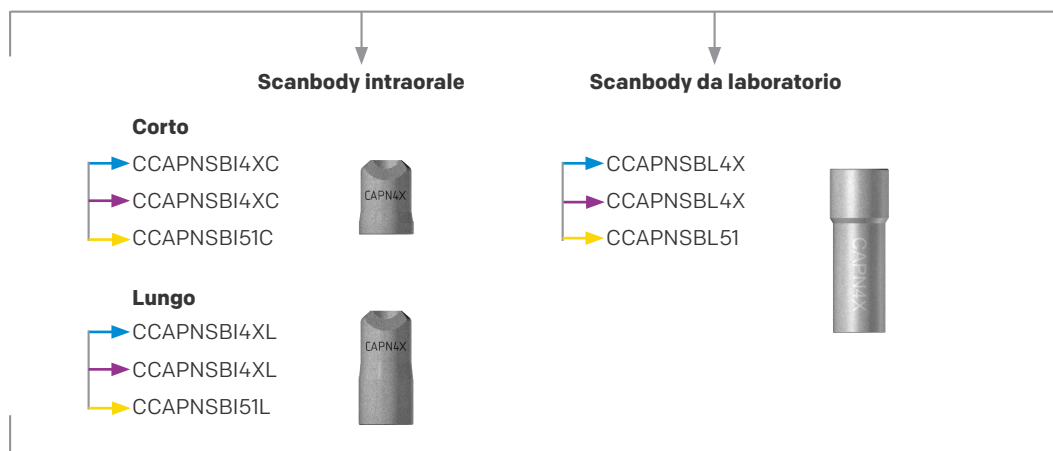 Scanbody intraorale
Corto
CCAPNSBI4XC
CCAPNSBI4XC
CCAPNSBI51C
CAPN4X
Lungo
CCAPNSBI4XL
CCAPNSBI4XL
CCAPNSBI51L
CAPN4X
Scanbody da laboratorio
CCAPNSBL4X
CCAPNSBL4X
CCAPNSBL51
CAPN4X